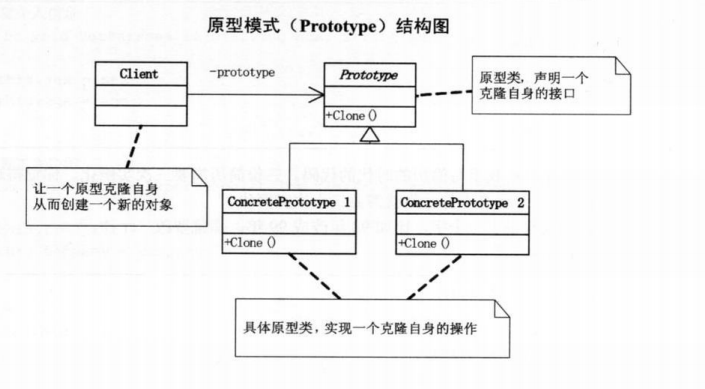 原型模式（Prototype）结构图
Client
-prototype
Prototype
+Clone()
原型类，声明一个
克隆自身的接口
让一个原型克隆自身
从而创建一个新的对象
ConcretePrototype 1
+Clone()
ConcretePrototype 2
+Clone()
具体原型类，实现一个克隆自身的操作